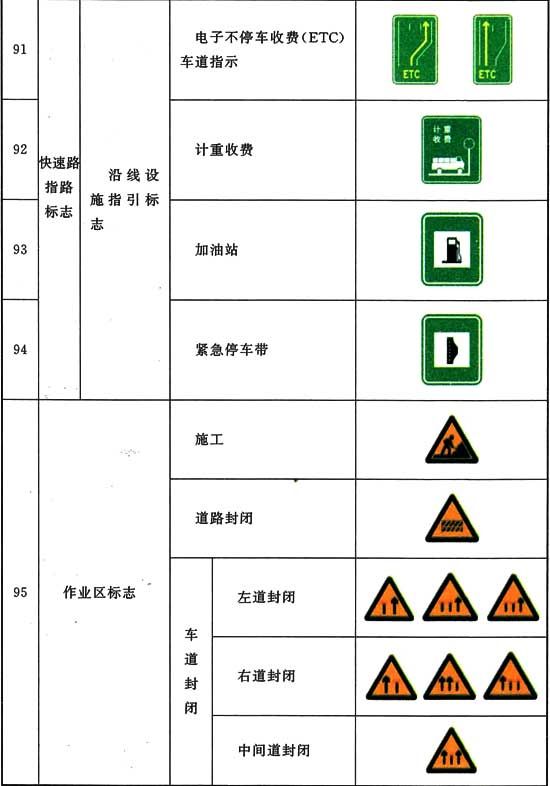 91
电子不停车收费(ETC)
车道指示
ETC
ETC
92
快速路
指路
标志
沿线设
施指引标
志
计重收费
计重
收费
93
加油站
94
紧急停车带
95
作业区标志
施工
道路封闭
车
道
封
闭
左道封闭
右道封闭
中间道封闭